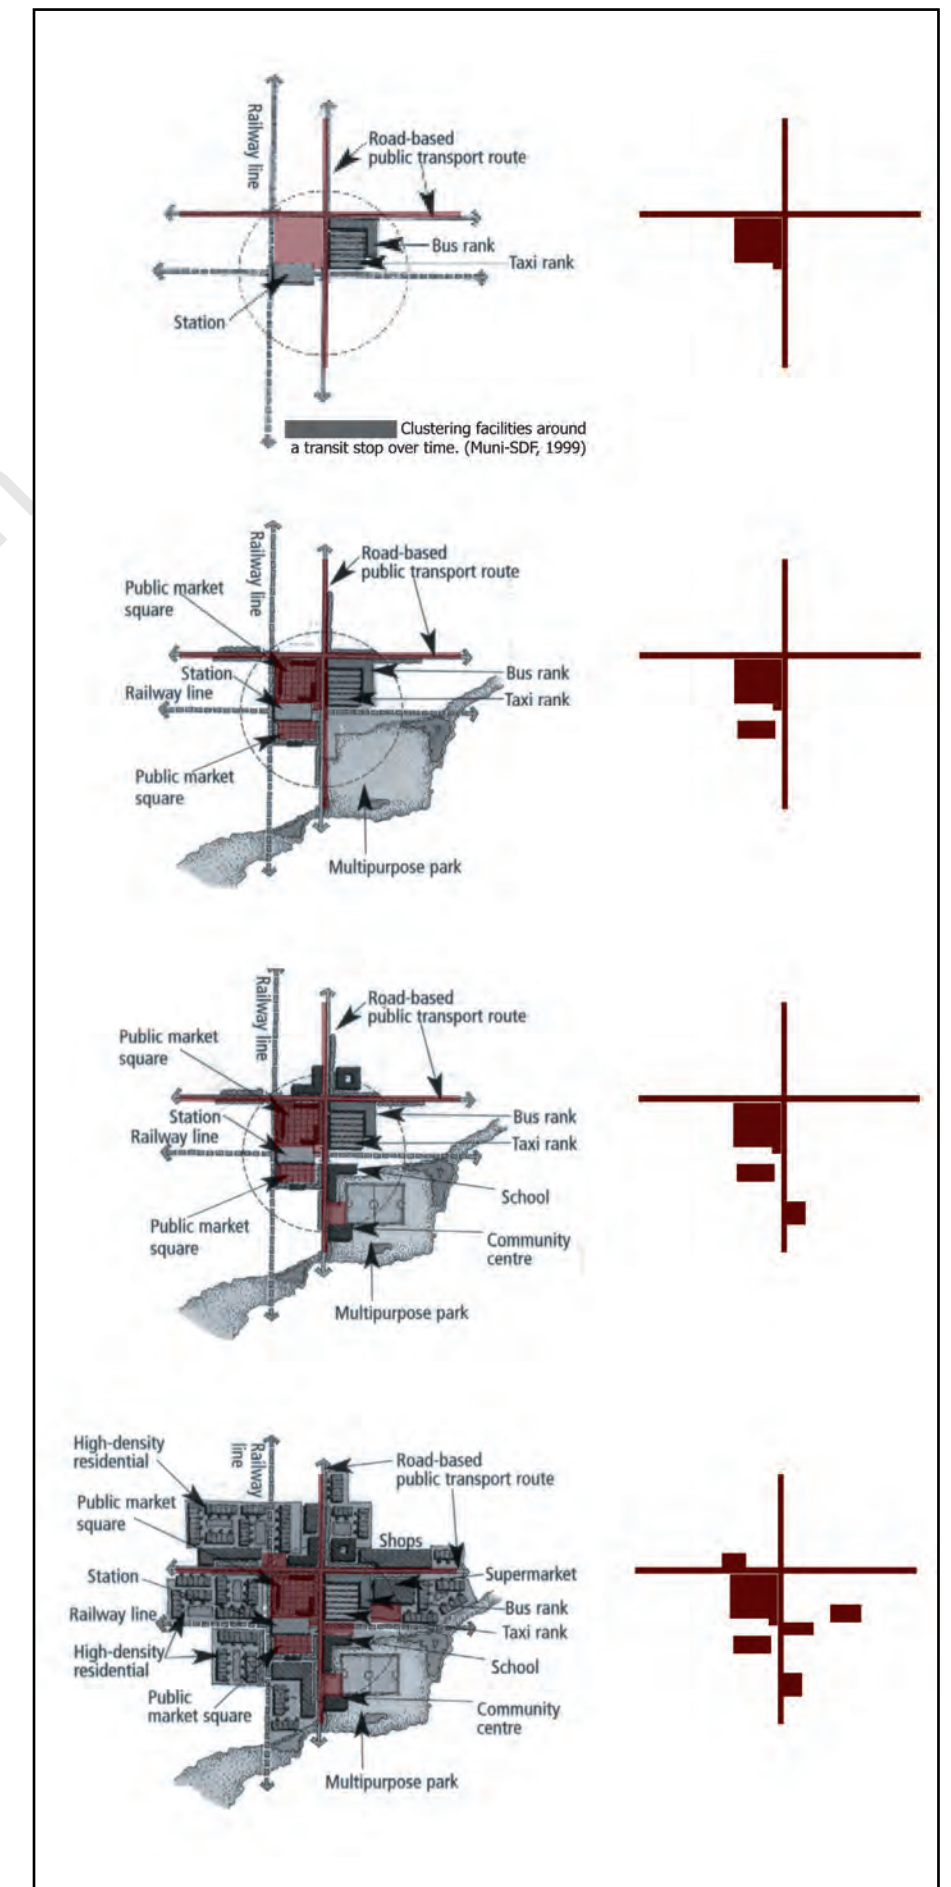 Railway line
Road-based
public transport route
Bus rank
Taxi rank
Station
Clustering facilities around
a transit stop over time. (Muni-SDF, 1999)
Railway line
Road-based
public transport route
Public market
square
Station
Railway line
Bus rank
Taxi rank
Public market
square
Multipurpose park
Railway line
Road-based
public transport route
Public market
square
Station
Railway line
Bus rank
Taxi rank
School
Public market
square
Community
centre
Multipurpose park
High-density
residential
Railway
line
Road-based
public transport route
Public market
square
Shops
Station
Supermarket
Railway line
Bus rank
Taxi rank
High-density
residential
School
Public
market square
Community
centre
Multipurpose park